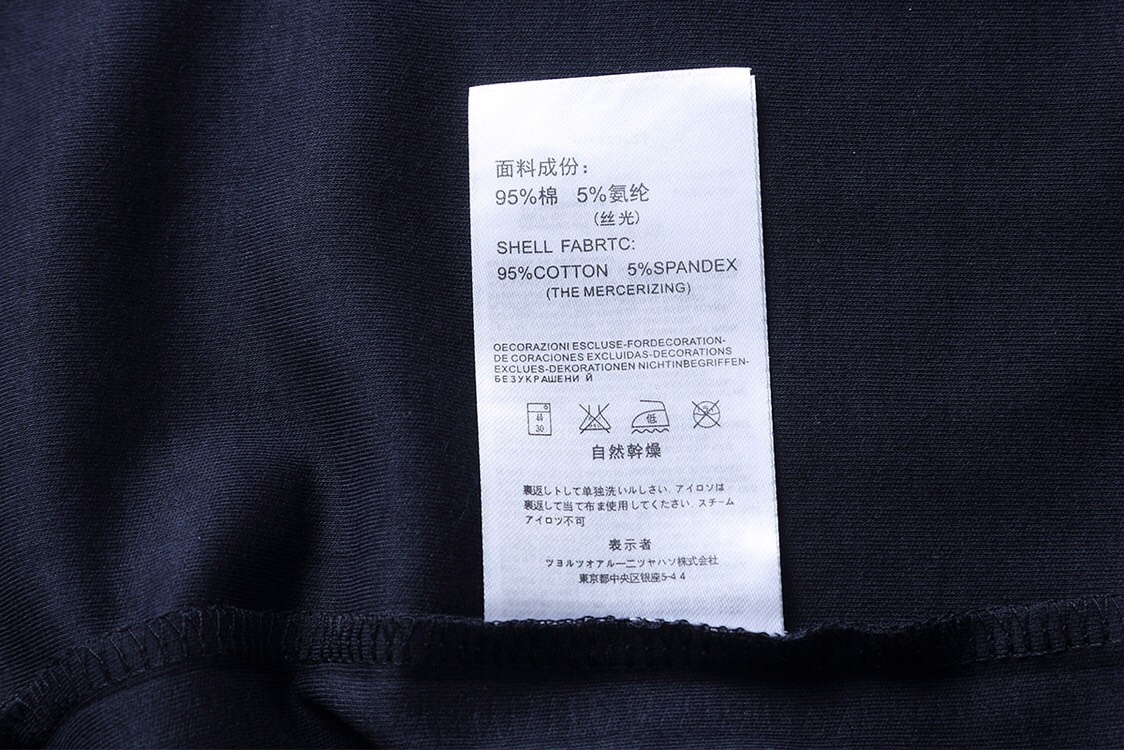 面料成份：
95%棉 5%氨纶
(丝光)
SHELL FABRTC:
95%COTTON 5%SPANDEX
(THE MERCERIZING)
OECORAZIONI ESCLUSE-FORDECORATION-
DE CORACIONES EXCLUIDAS-DECORATIONS
EXCLUES-DEKORATIONEN NICHTINBEGRIFFEN-
БЕЗУКРАШЕНИ Й
30
低
自然幹燥
裏返しトして単独洗いルしさい. アイロンは
裏返して当て布ま使用してください. スチーム
アイロツ不可
表示者
ツヨルツオアルーニツヤハン株式会社
東京都中央区银座5-4 4